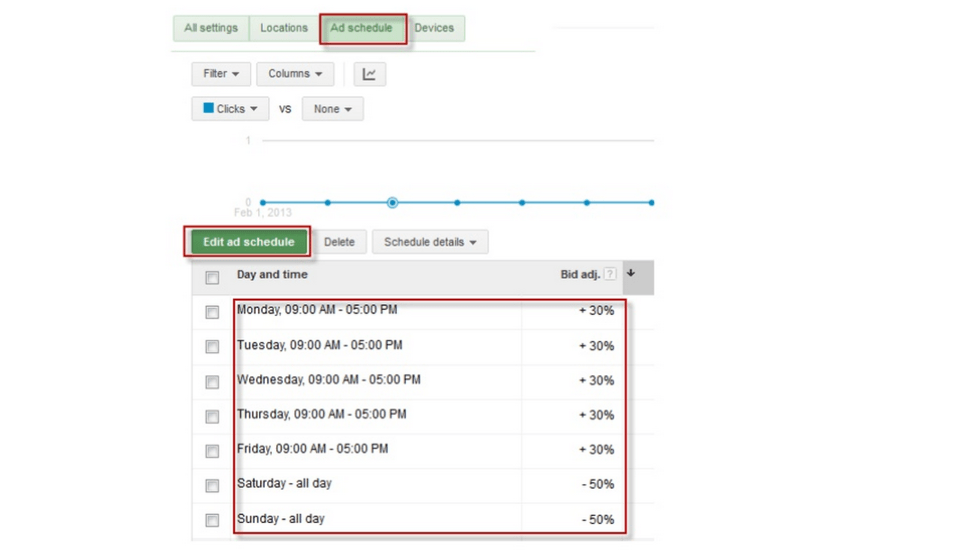 All settings Locations Ad schedule Devices
Filter Columns
Clicks vs None
1
0
Feb 1, 2013
Edit ad schedule Delete Schedule details
Day and time Bid adj. ?
Monday, 09:00 AM - 05:00 PM + 30%
Tuesday, 09:00 AM - 05:00 PM + 30%
Wednesday, 09:00 AM - 05:00 PM + 30%
Thursday, 09:00 AM - 05:00 PM + 30%
Friday, 09:00 AM - 05:00 PM + 30%
Saturday - all day - 50%
Sunday - all day - 50%